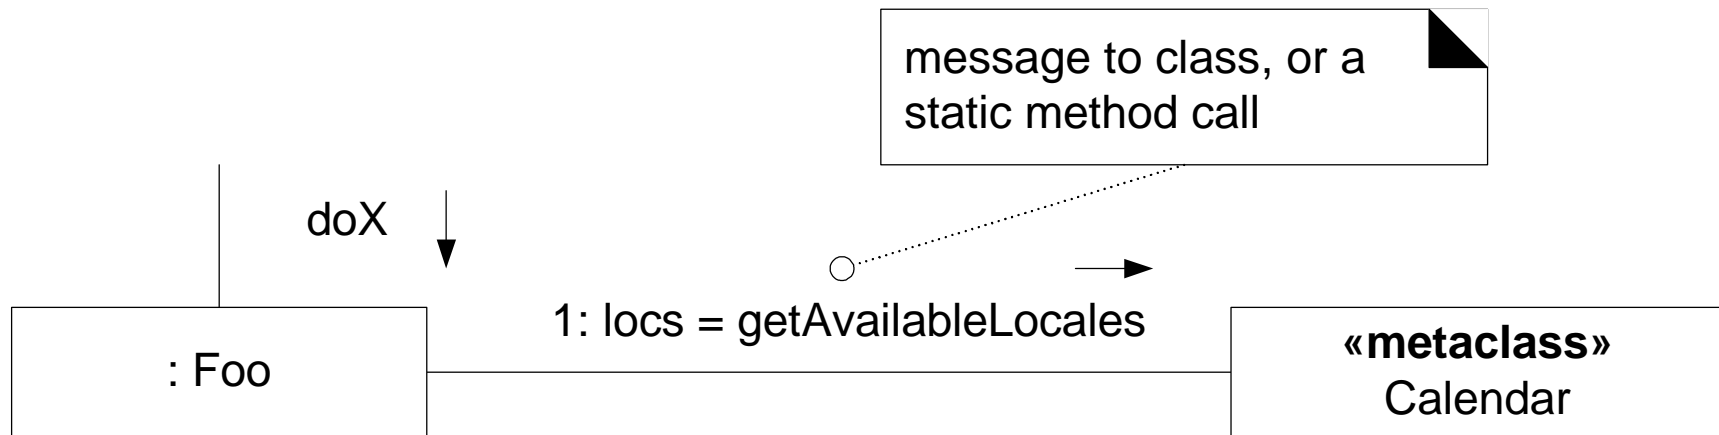 message to class, or a
static method call
doX
1: locs = getAvailableLocales
: Foo
«metaclass»
Calendar